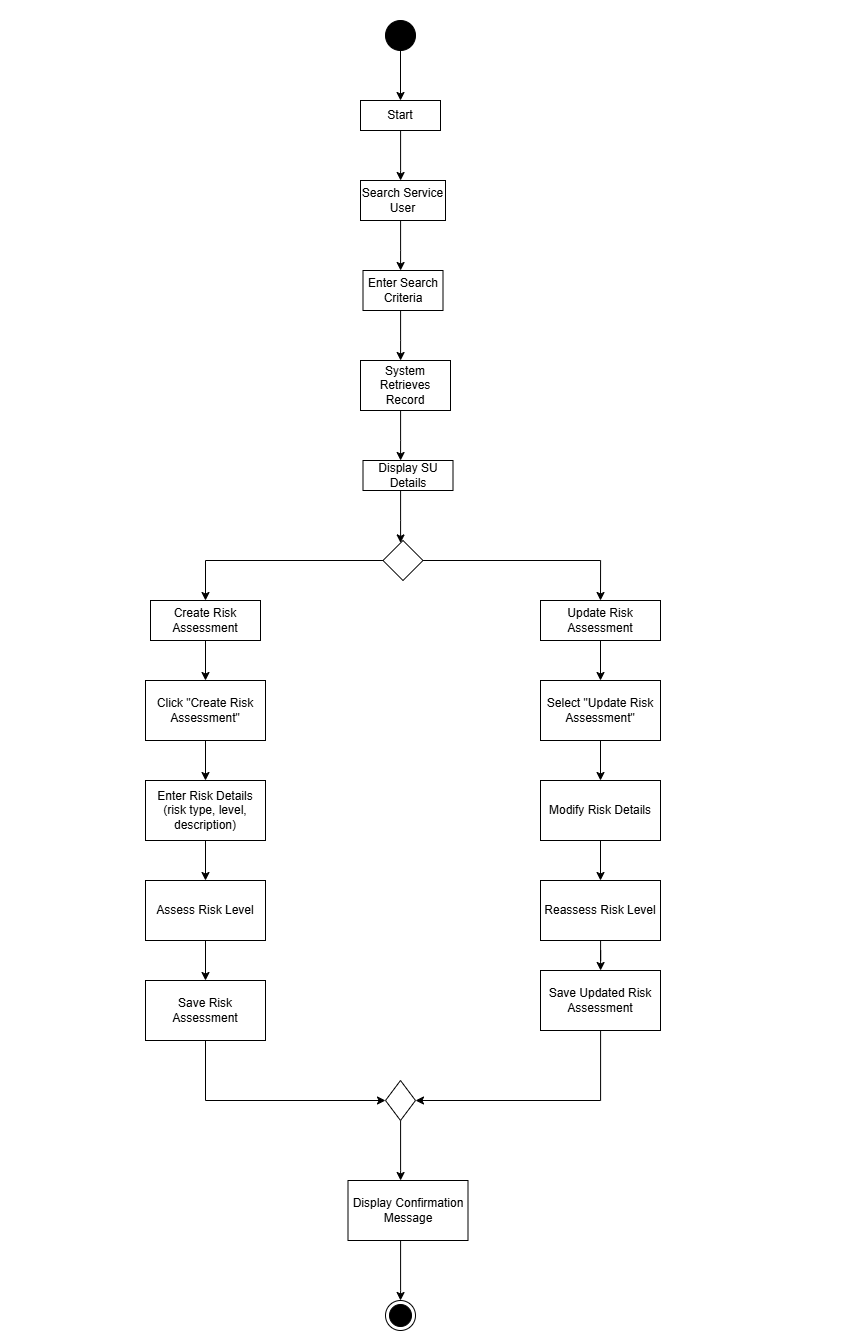 Start
Search Service
User
Enter Search
Criteria
System
Retrieves
Record
Display SU
Details
Create Risk
Assessment
Click "Create Risk
Assessment"
Enter Risk Details
(risk type, level,
description)
Assess Risk Level
Save Risk
Assessment
Update Risk
Assessment
Select "Update Risk
Assessment"
Modify Risk Details
Reassess Risk Level
Save Updated Risk
Assessment
Display Confirmation
Message